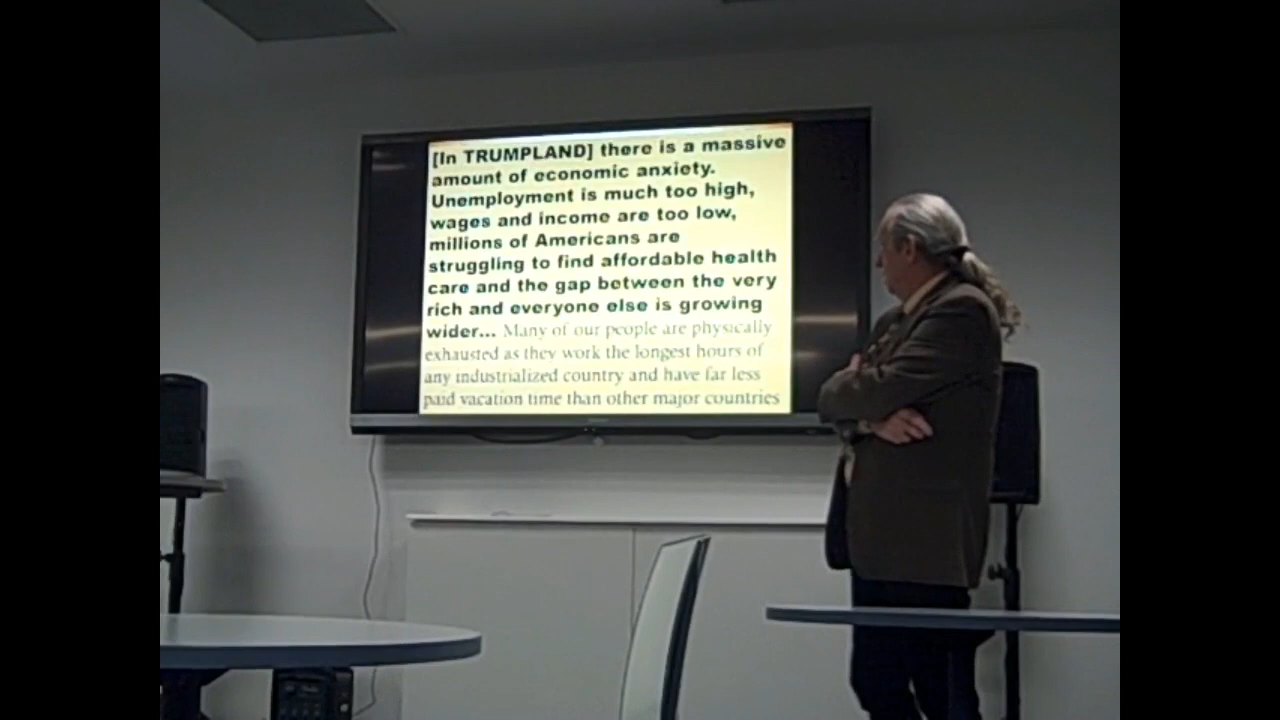 [In TRUMPLAND] there is a massive
amount of economic anxiety.
Unemployment is much too high,
wages and income are too low,
millions of Americans are
struggling to find affordable health
care and the gap between the very
rich and everyone else is growing
wider... Many of our people are physically
exhausted as they work the longest hours of
any industrialized country and have far less
paid vacation time than other major countries